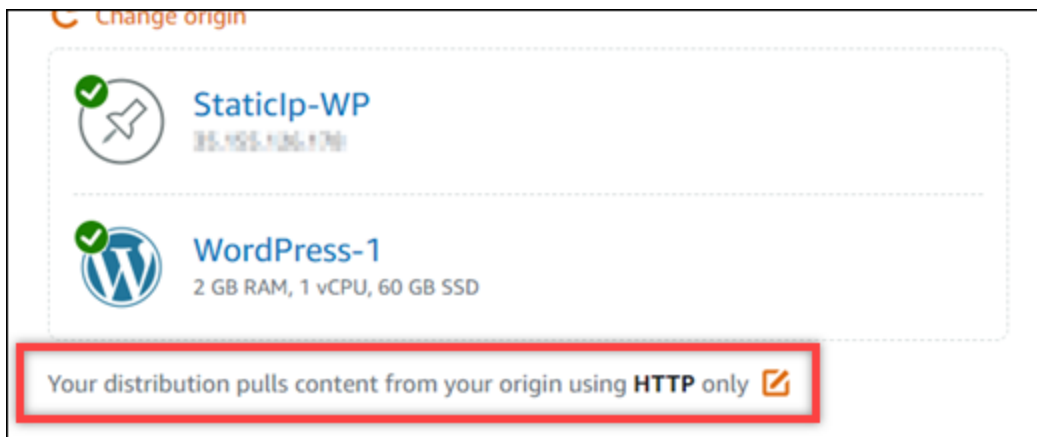 Change origin
StaticIp-WP
WordPress-1
2 GB RAM, 1 vCPU, 60 GB SSD
Your distribution pulls content from your origin using HTTP only